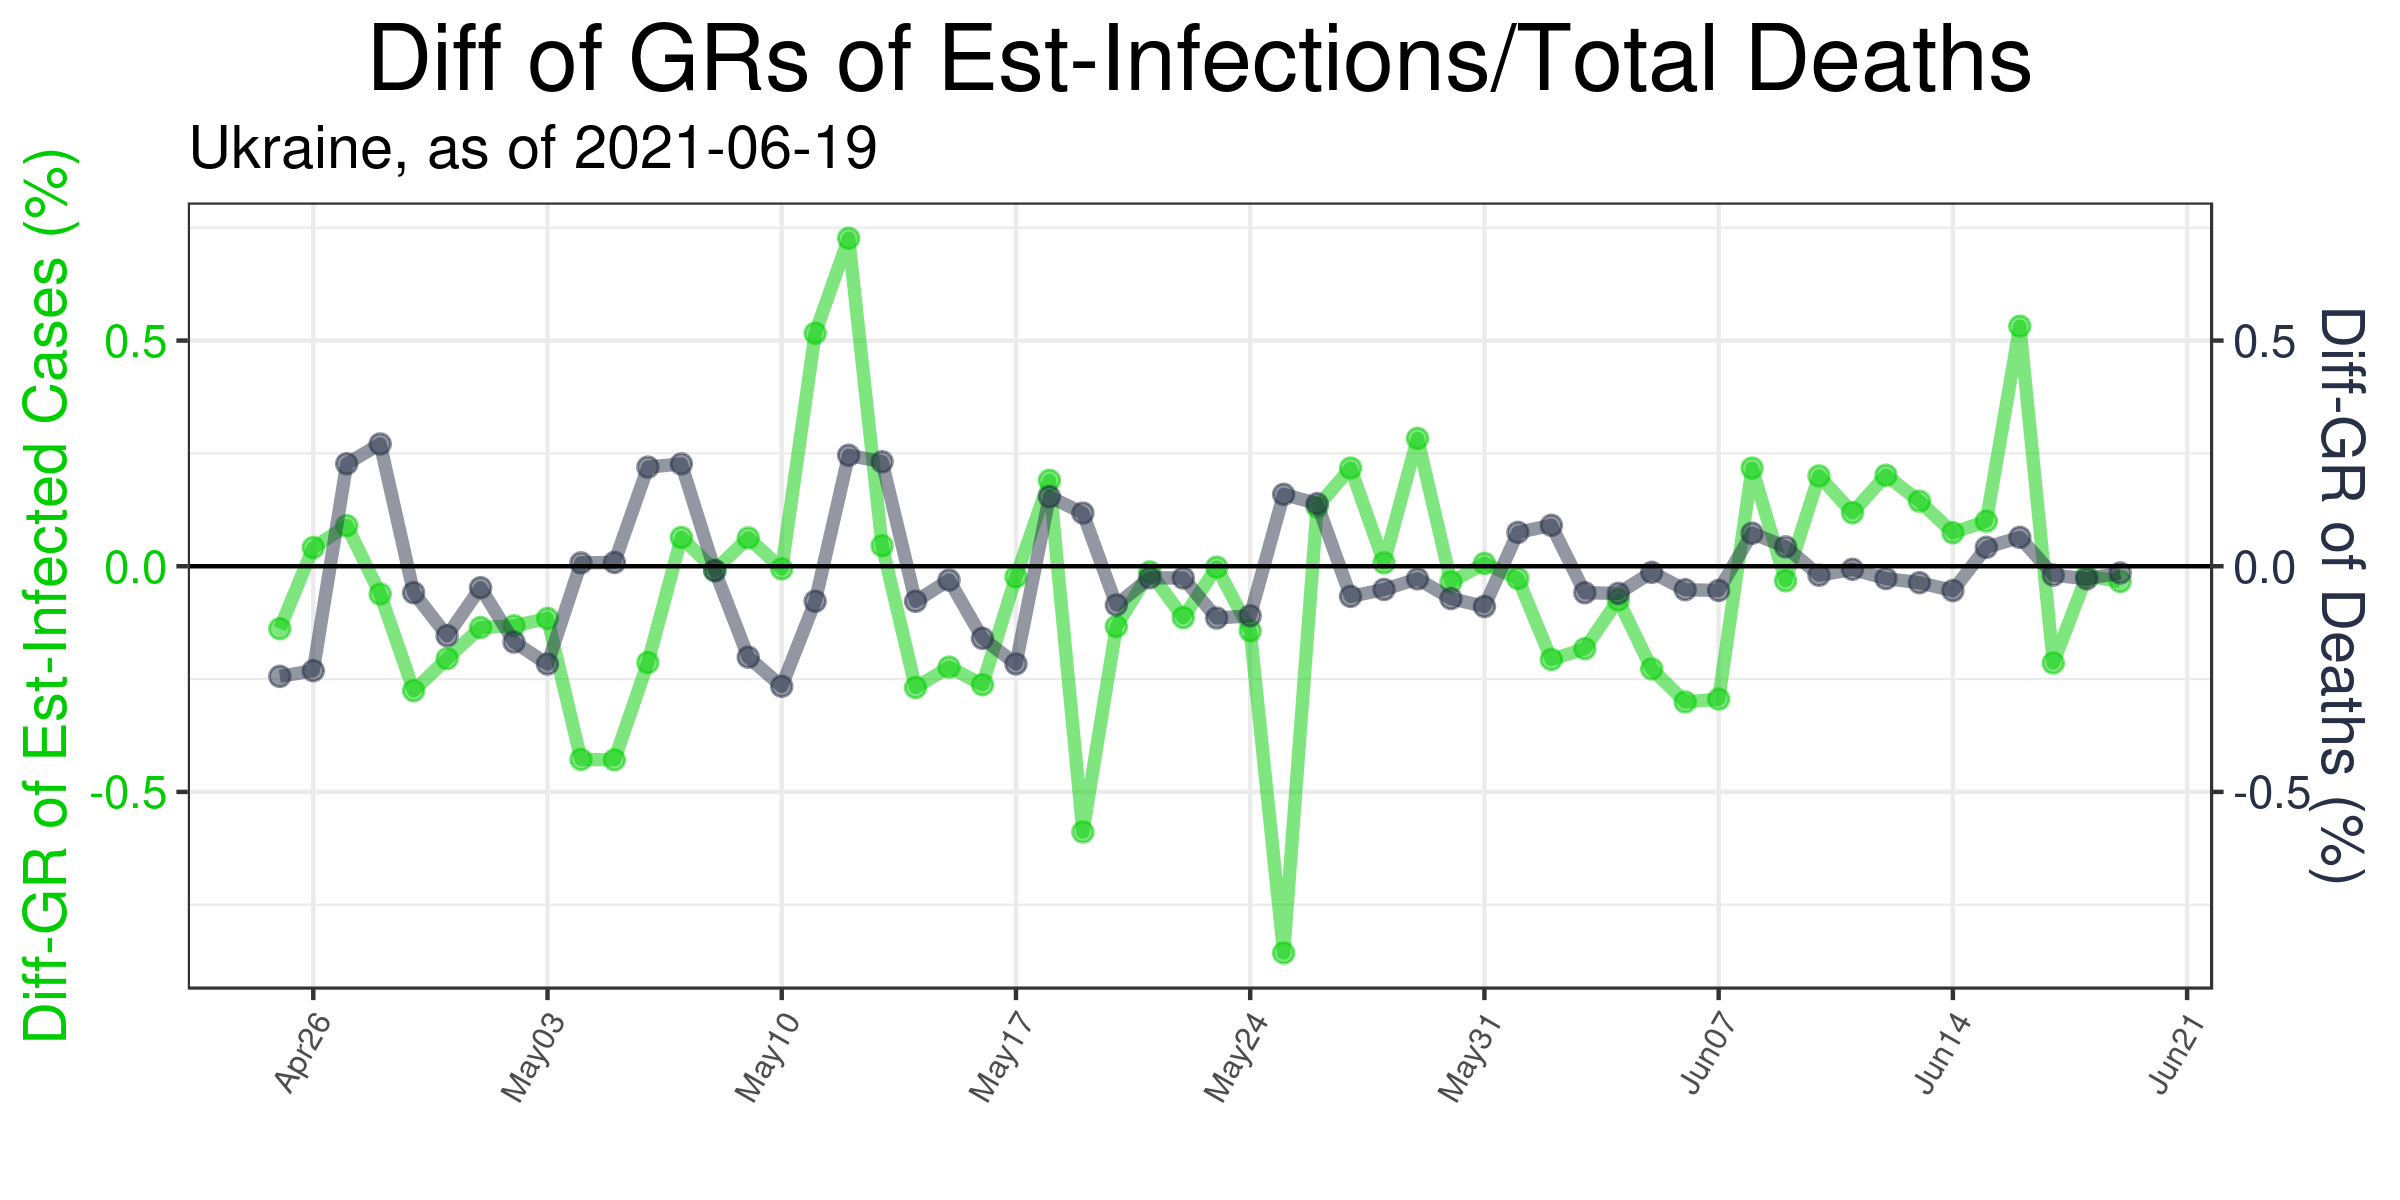 Diff of GRs of Est-Infections/Total Deaths
Ukraine, as of 2021-06-19
Diff-GR of Est-Infected Cases (%)
0.5
0.0
-0.5
0.5
0.0
-0.5
Diff-GR of Deaths (%)
Apr26
May03
May10
May17
May24
May31
Jun07
Jun14
Jun21